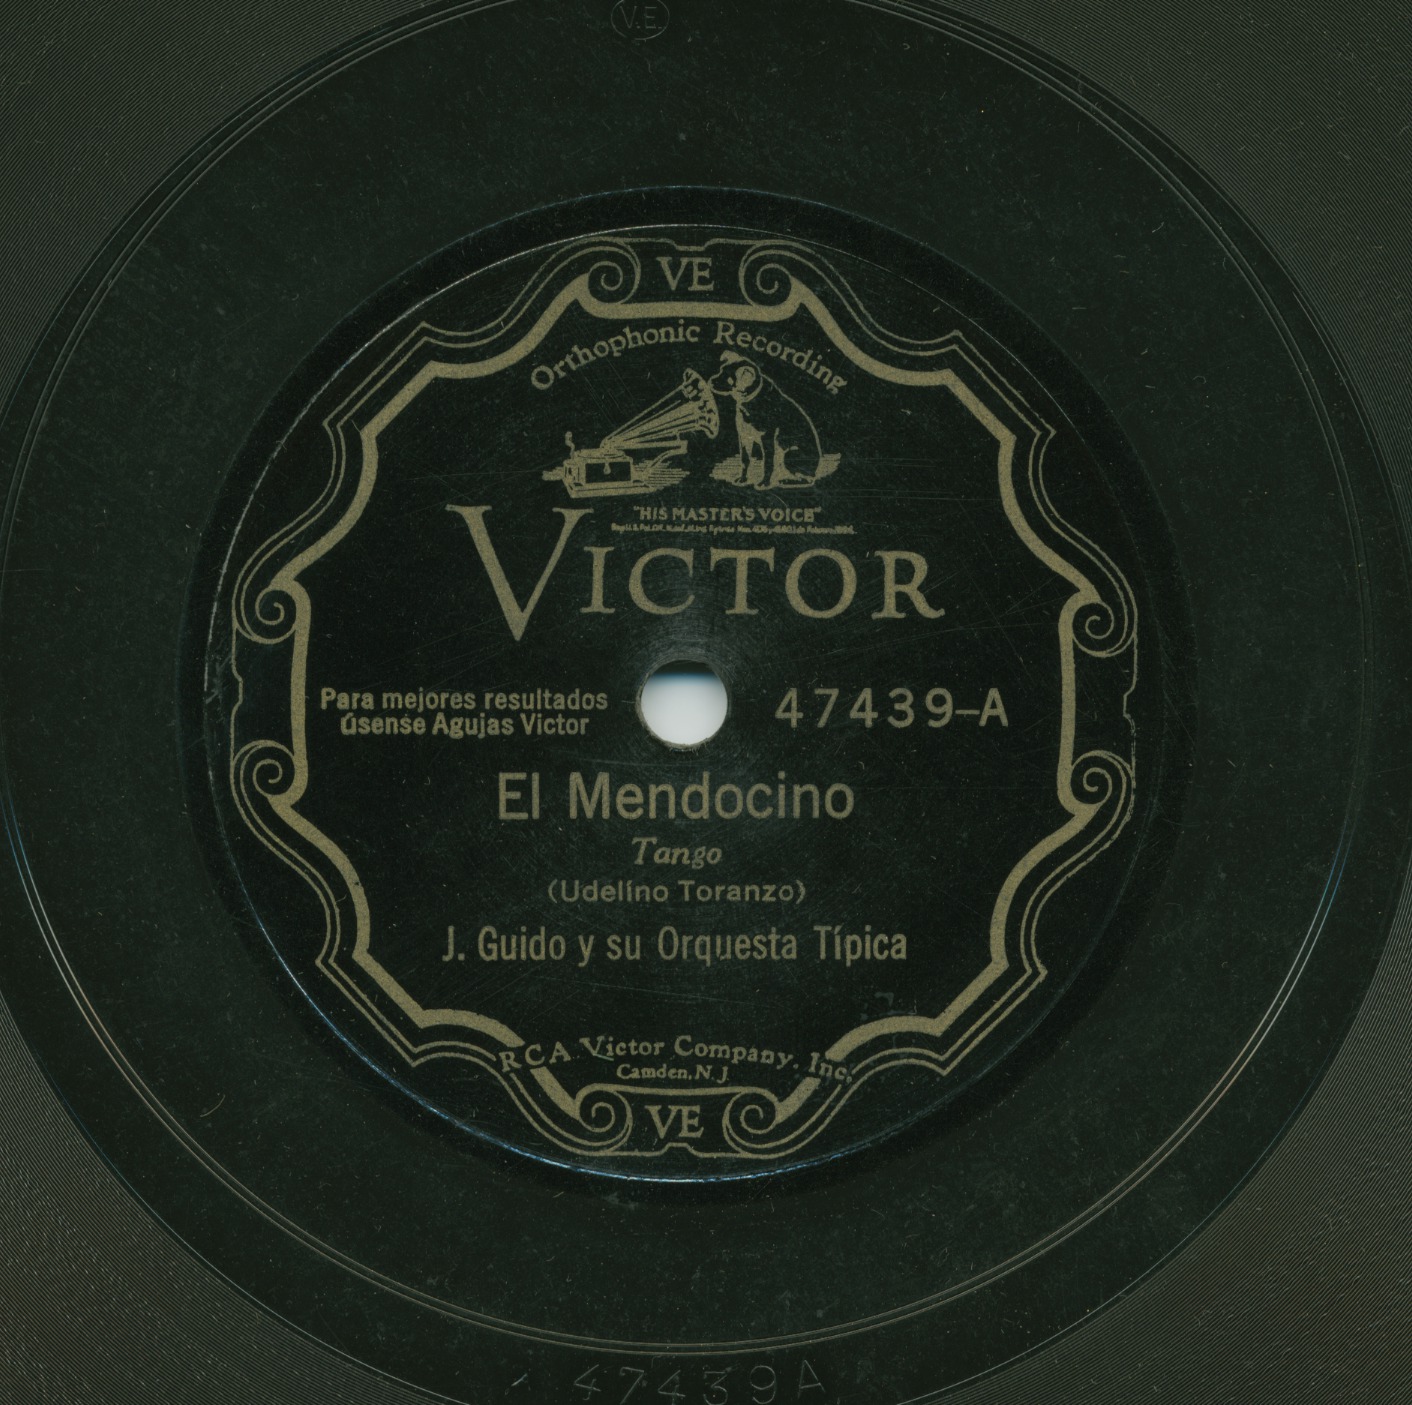 V.E.
VE
Orthophonic Recording
"HIS MASTER'S VOICE"
VICTOR
Para mejores resultados
úsense Agujas Victor
47439-A
El Mendocino
Tango
(Udelino Toranzo)
J. Guido y su Orquesta Típica
RCA Victor Company, Inc.
Camden, N. J.
VE
47439A